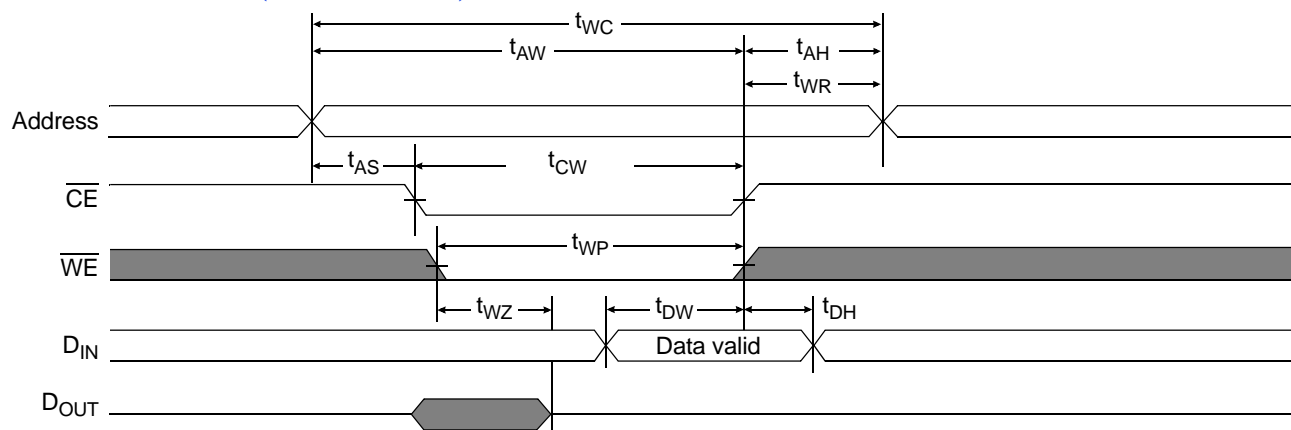 tWC
tAW
tAH
tWR
Address
tAS
tCW
CE
tWP
WE
tWZ
tDW
tDH
DIN
Data valid
DOUT